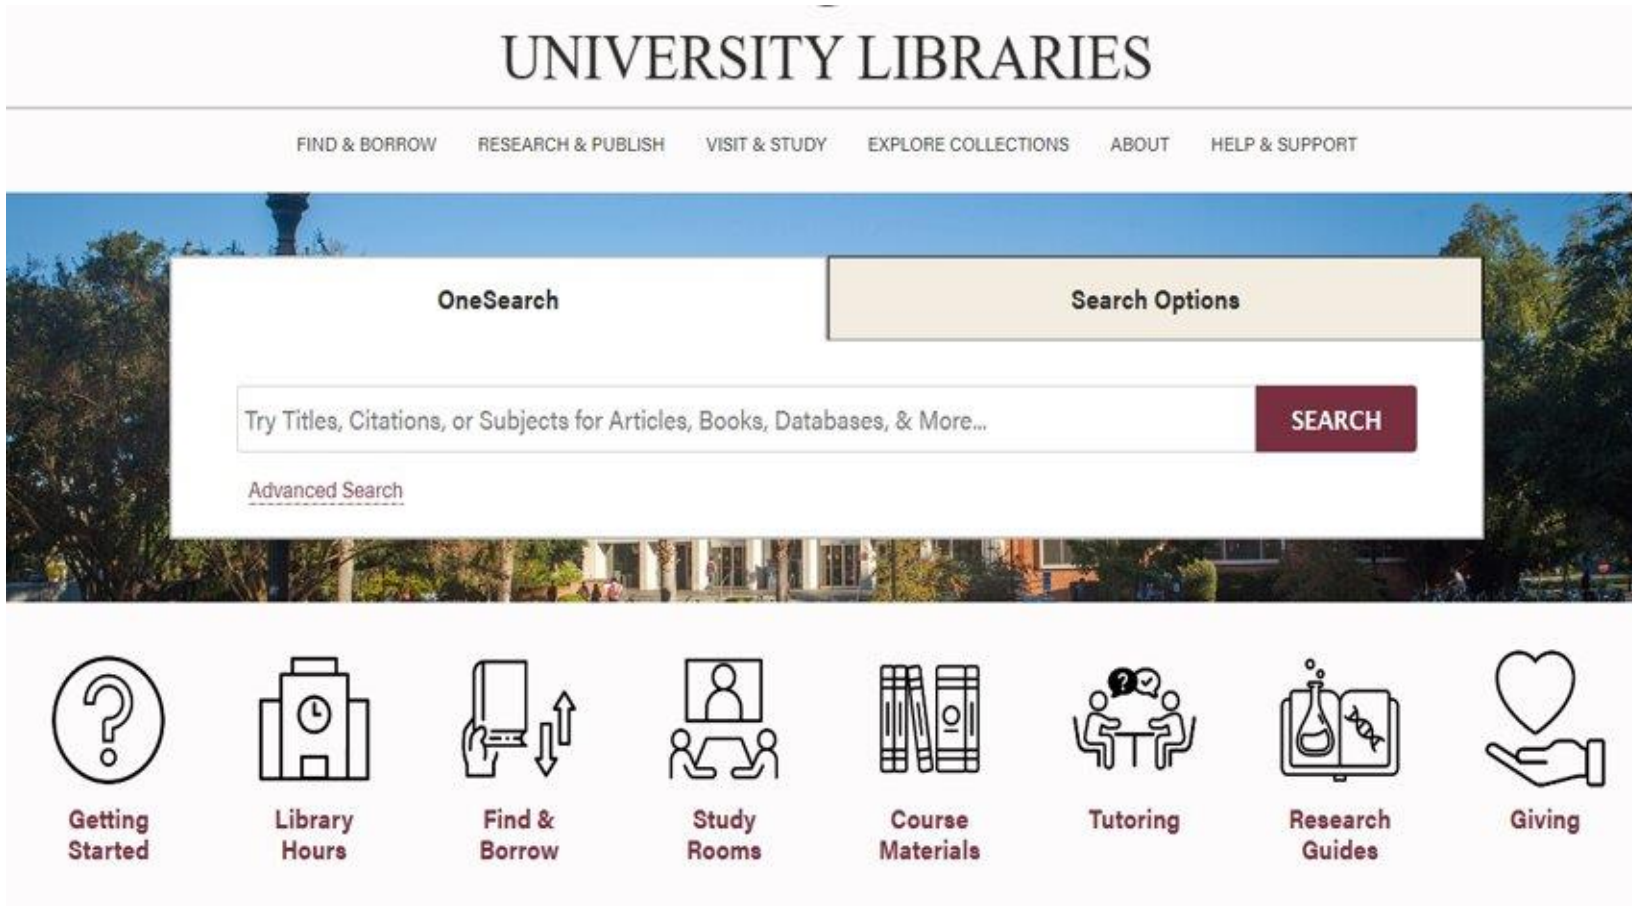 UNIVERSITY LIBRARIES
FIND & BORROW RESEARCH & PUBLISH VISIT & STUDY EXPLORE COLLECTIONS ABOUT HELP & SUPPORT
OneSearch Search Options
Try Titles, Citations, or Subjects for Articles, Books, Databases, & More... SEARCH
Advanced Search
Getting Started
Library Hours
Find & Borrow
Study Rooms
Course Materials
Tutoring
Research Guides
Giving